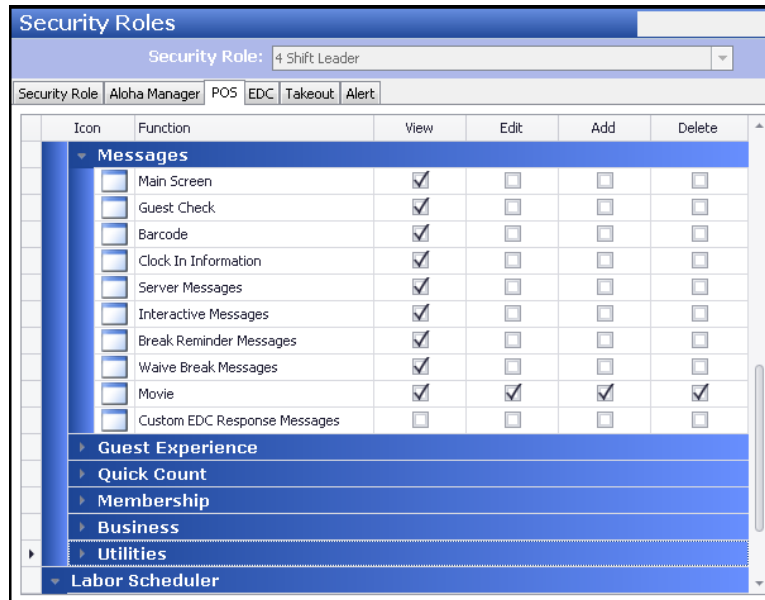 Security Roles
Security Role: 4 Shift Leader
Security Role Aloha Manager POS EDC Takeout Alert
Icon Function View Edit Add Delete
Messages
Main Screen
Guest Check
Barcode
Clock In Information
Server Messages
Interactive Messages
Break Reminder Messages
Waive Break Messages
Movie
Custom EDC Response Messages
Guest Experience
Quick Count
Membership
Business
Utilities
Labor Scheduler